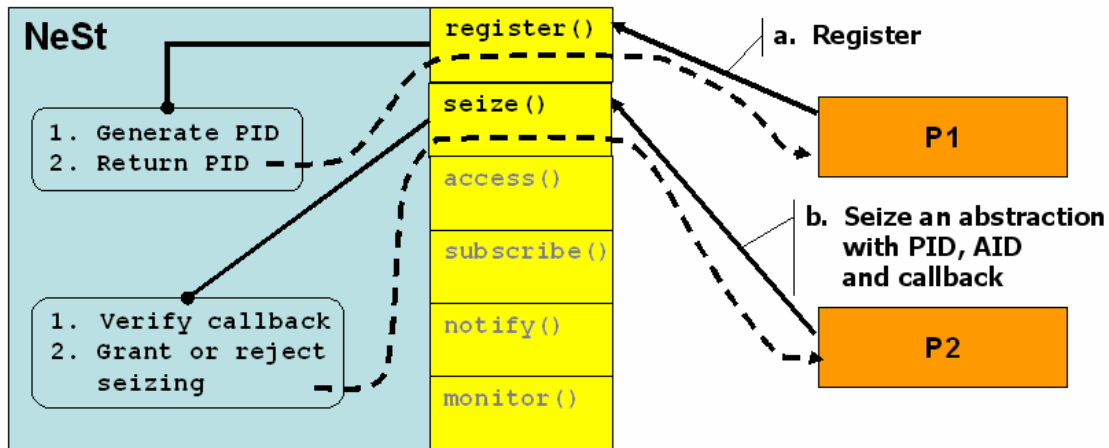 NeSt
register()
a. Register
seize()
1. Generate PID
2. Return PID
P1
access()
b. Seize an abstraction
with PID, AID
and callback
subscribe()
1. Verify callback
2. Grant or reject
seizing
notify()
P2
monitor()